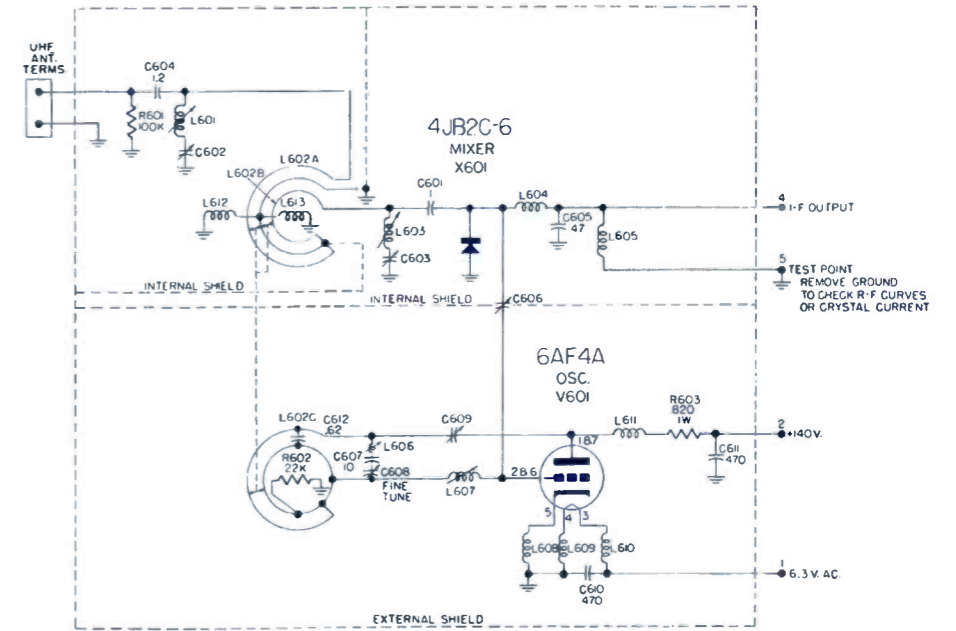 UHF
ANT.
TERMS
C604
1.2
R601
100K
L601
C602
L602A
L602B
L612
L613
4JB2C-6
MIXER
X601
C601
L603
C603
L604
C605
47
L605
4
I-F OUTPUT
5
TEST POINT
REMOVE GROUND
TO CHECK R-F CURVES
OR CRYSTAL CURRENT
INTERNAL SHIELD
INTERNAL SHIELD
C606
6AF4A
OSC.
V601
L602C
C612
.62
R602
22K
C607
10
L606
C608
FINE
TUNE
C609
L607
2&6
1&7
L611
R603
820
1W
C611
470
2
+140V.
5
4
3
L608
L609
L610
C610
470
1
6.3 V. AC.
EXTERNAL SHIELD